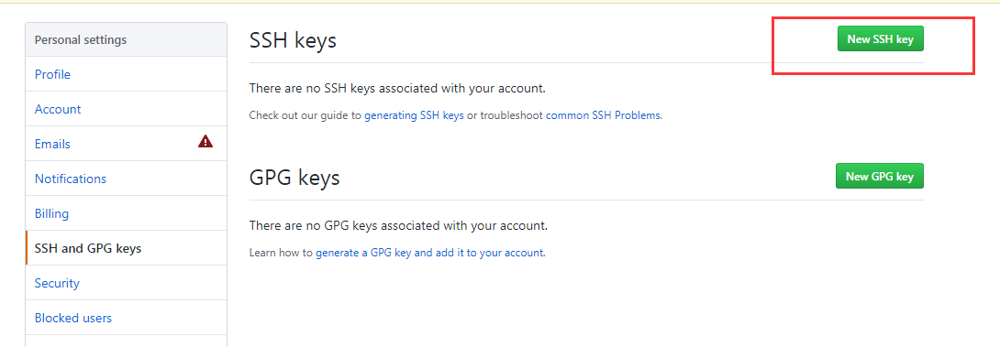 Personal settings
Profile
Account
Emails
Notifications
Billing
SSH and GPG keys
Security
Blocked users
SSH keys
New SSH key
There are no SSH keys associated with your account.
Check out our guide to generating SSH keys or troubleshoot common SSH Problems.
GPG keys
New GPG key
There are no GPG keys associated with your account.
Learn how to generate a GPG key and add it to your account.